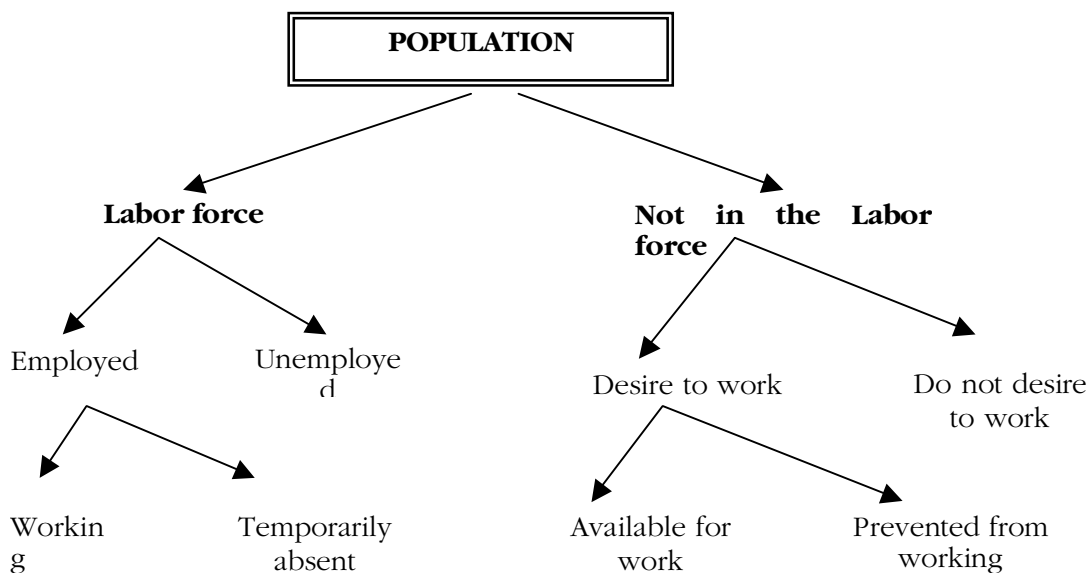 POPULATION
Labor force
Not in the Labor
force
Employed
Unemploye
d
Desire to work
Do not desire
to work
Workin
g
Temporarily
absent
Available for
work
Prevented from
working